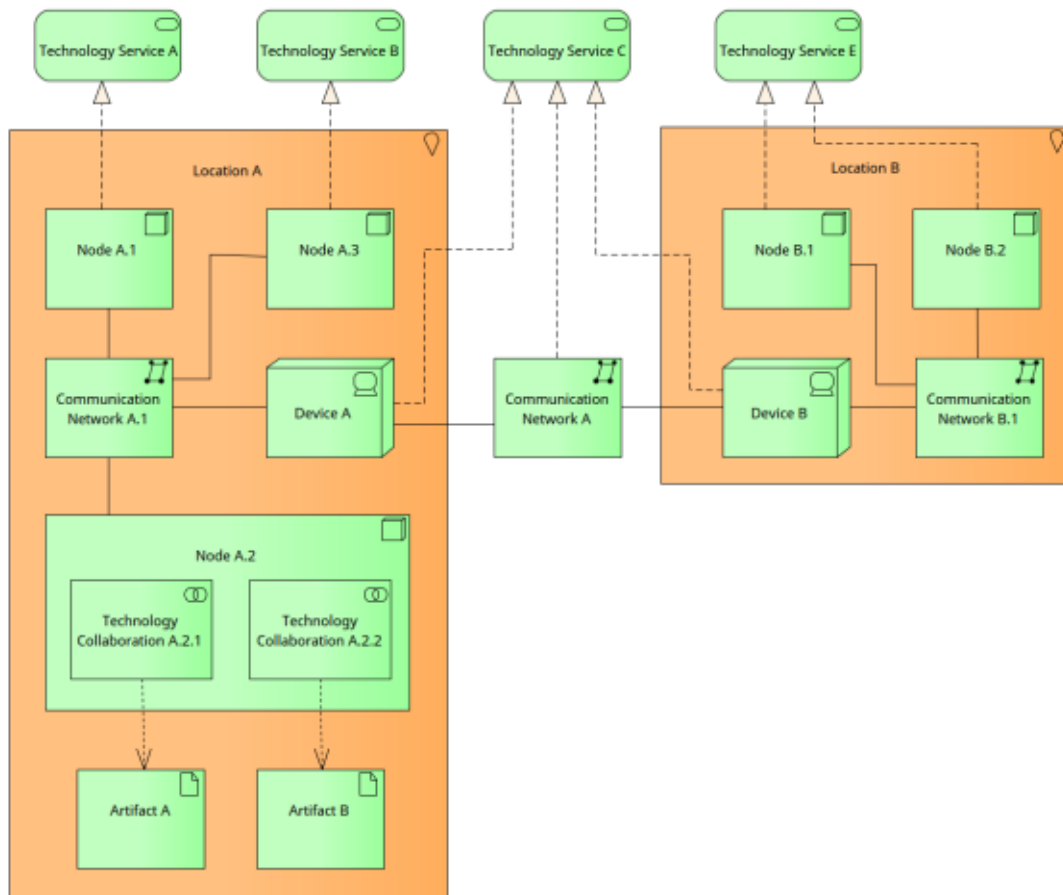 Technology Service A
Technology Service B
Technology Service C
Technology Service E
Location A
Location B
Node A.1
Node A.3
Node B.1
Node B.2
Communication
Network A.1
Device A
Communication
Network A
Device B
Communication
Network B.1
Node A.2
Technology
Collaboration A.2.1
Technology
Collaboration A.2.2
Artifact A
Artifact B